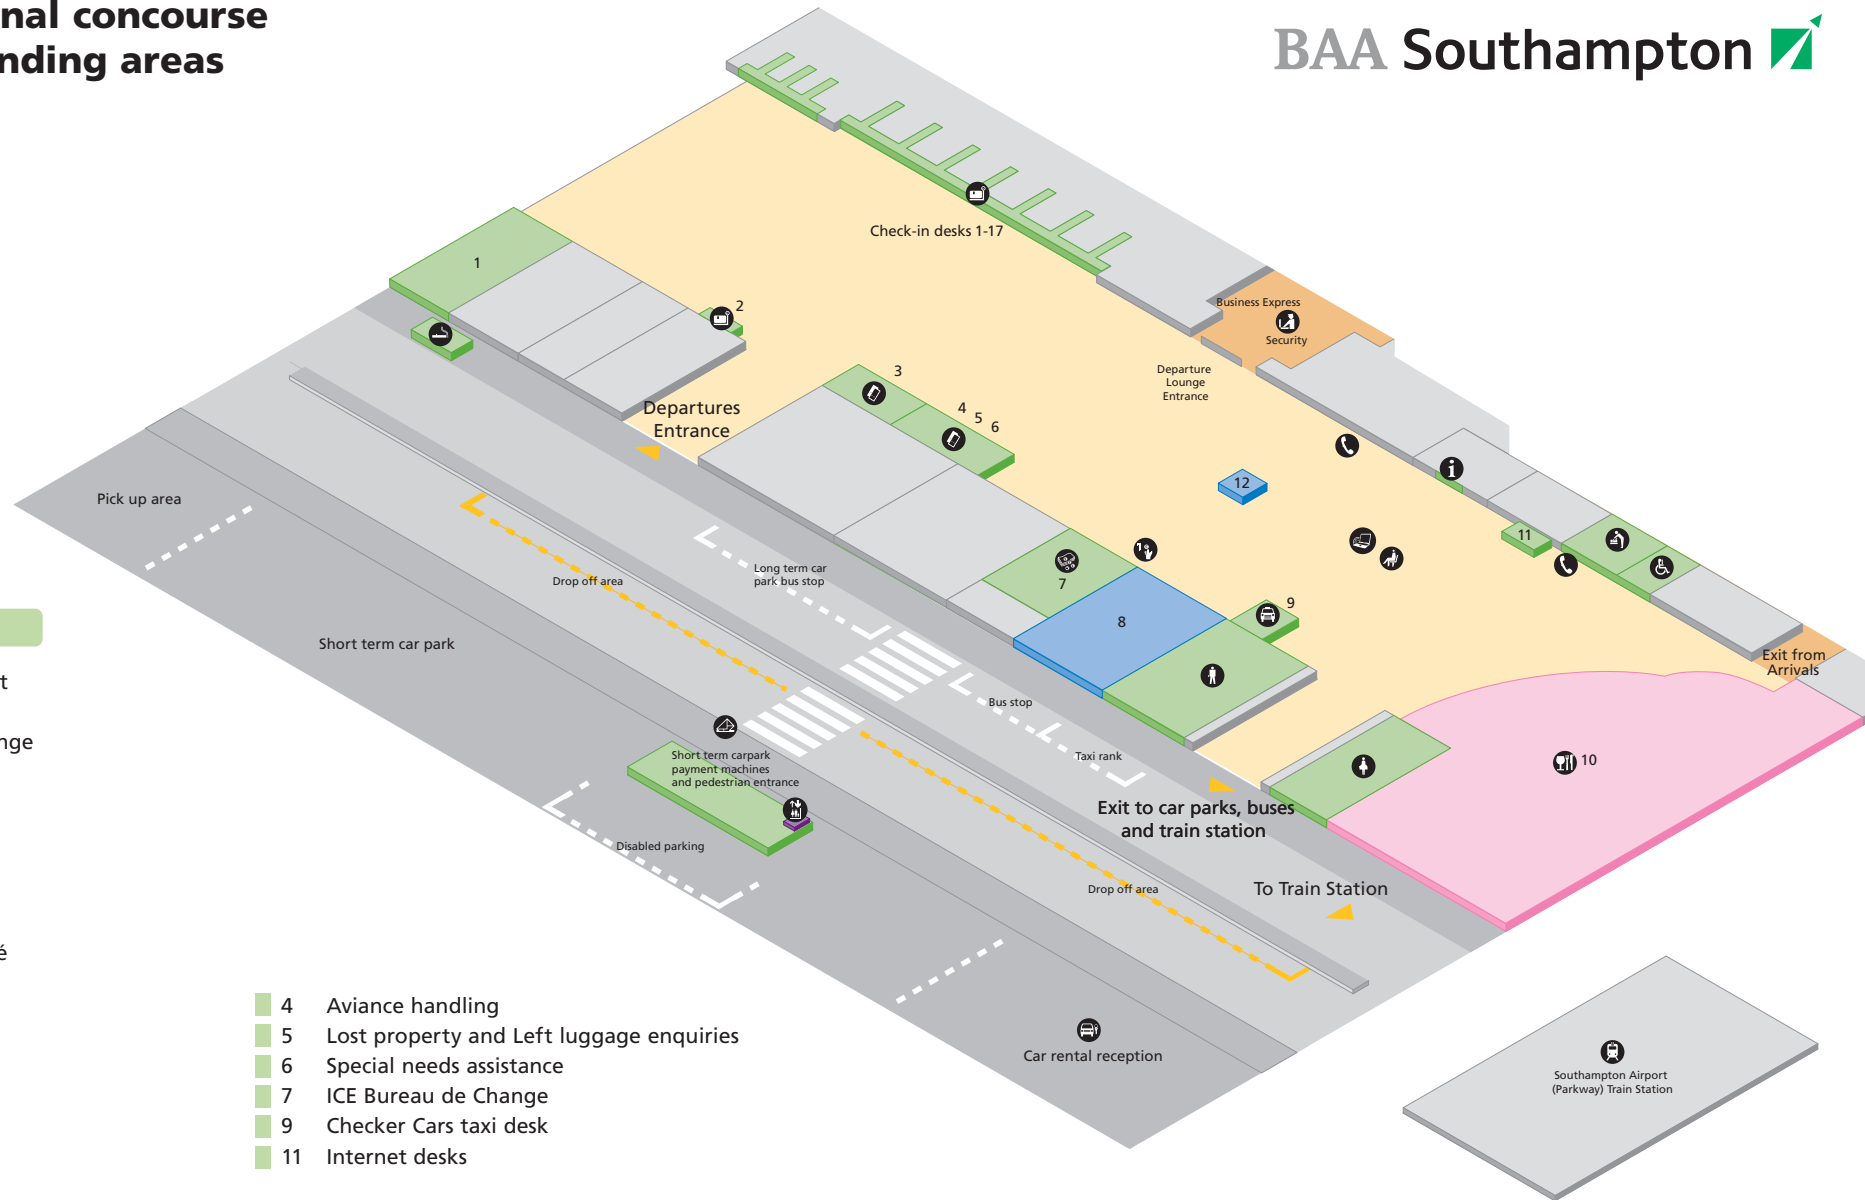 nal concourse
nding areas
BAA Southampton
Check-in desks 1-17
1
2
Business Express
Security
Departure
Lounge
Entrance
3
4
5
6
Departures
Entrance
Pick up area
12
11
Long term car
park bus stop
Drop off area
7
8
9
Short term car park
Exit from
Arrivals
Bus stop
Taxi rank
10
Short term carpark
payment machines
and pedestrian entrance
Exit to car parks, buses
and train station
Disabled parking
Drop off area
To Train Station
t
nge
é
4 Aviance handling
5 Lost property and Left luggage enquiries
6 Special needs assistance
7 ICE Bureau de Change
9 Checker Cars taxi desk
11 Internet desks
Car rental reception
Southampton Airport
(Parkway) Train Station